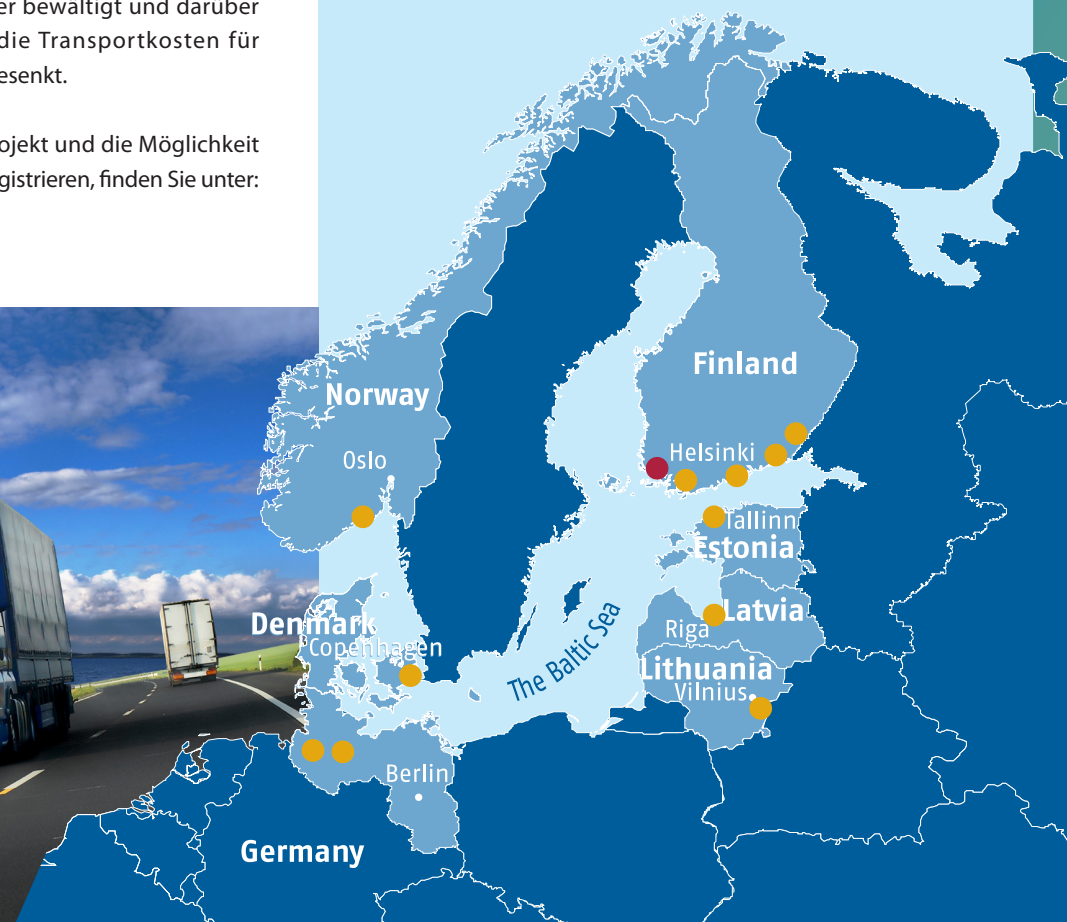 er bewältigt und darüber
die Transportkosten für
esenkt.
ojekt und die Möglichkeit
gistrieren, finden Sie unter:
Finland
Norway
Helsinki
Oslo
Tallinn
Estonia
Latvia
Denmark
Riga
Copenhagen
The Baltic Sea
Lithuania
Vilnius
Berlin
Germany